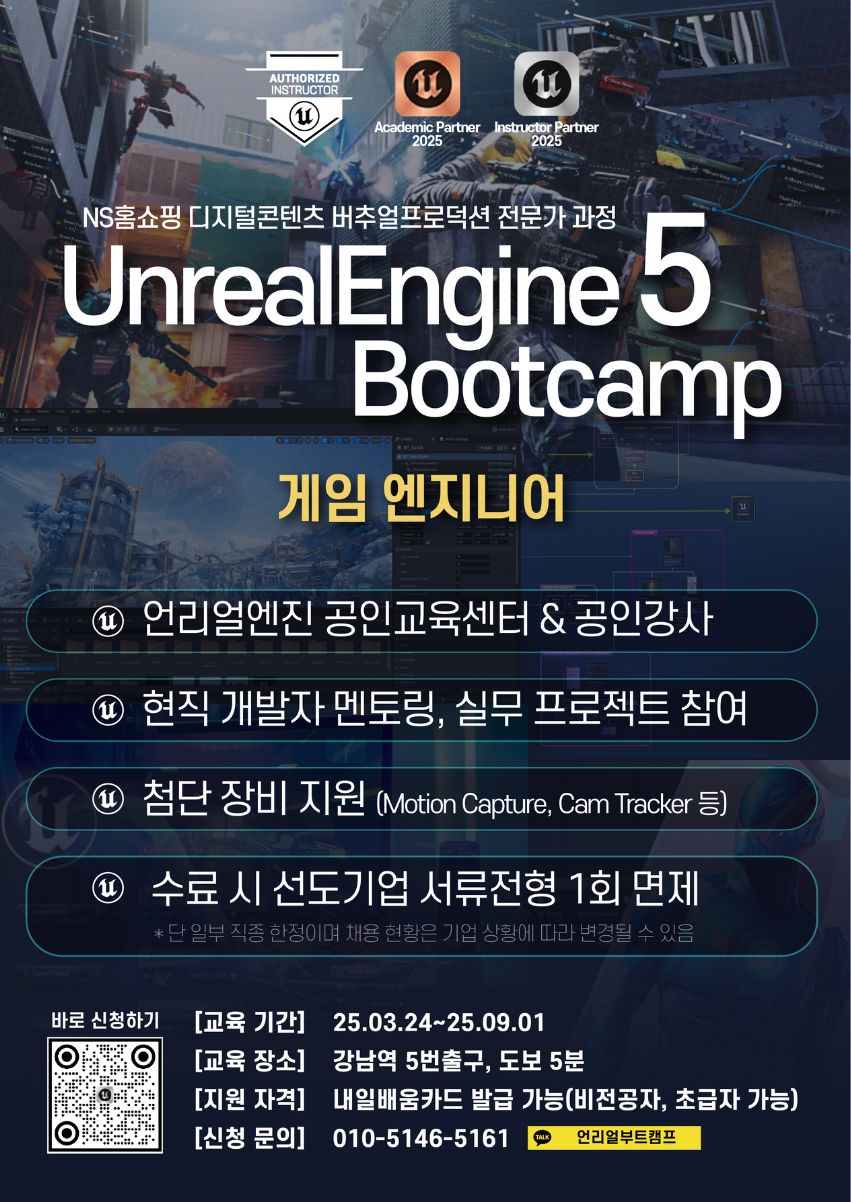 AUTHORIZED
INSTRUCTOR
Academic Partner
2025
Instructor Partner
2025
NS홈쇼핑 디지털콘텐츠 버추얼프로덕션 전문가 과정
UnrealEngine 5
Bootcamp
게임 엔지니어
언리얼엔진 공인교육센터 & 공인강사
현직 개발자 멘토링, 실무 프로젝트 참여
첨단 장비 지원 (Motion Capture, Cam Tracker 등)
수료 시 선도기업 서류전형 1회 면제
* 단 일부 직종 한정이며 채용 현황은 기업 상황에 따라 변경될 수 있음
바로 신청하기
[교육 기간] 25.03.24~25.09.01
[교육 장소] 강남역 5번출구, 도보 5분
[지원 자격] 내일배움카드 발급 가능(비전공자, 초급자 가능)
[신청 문의] 010-5146-5161 TALK 언리얼부트캠프